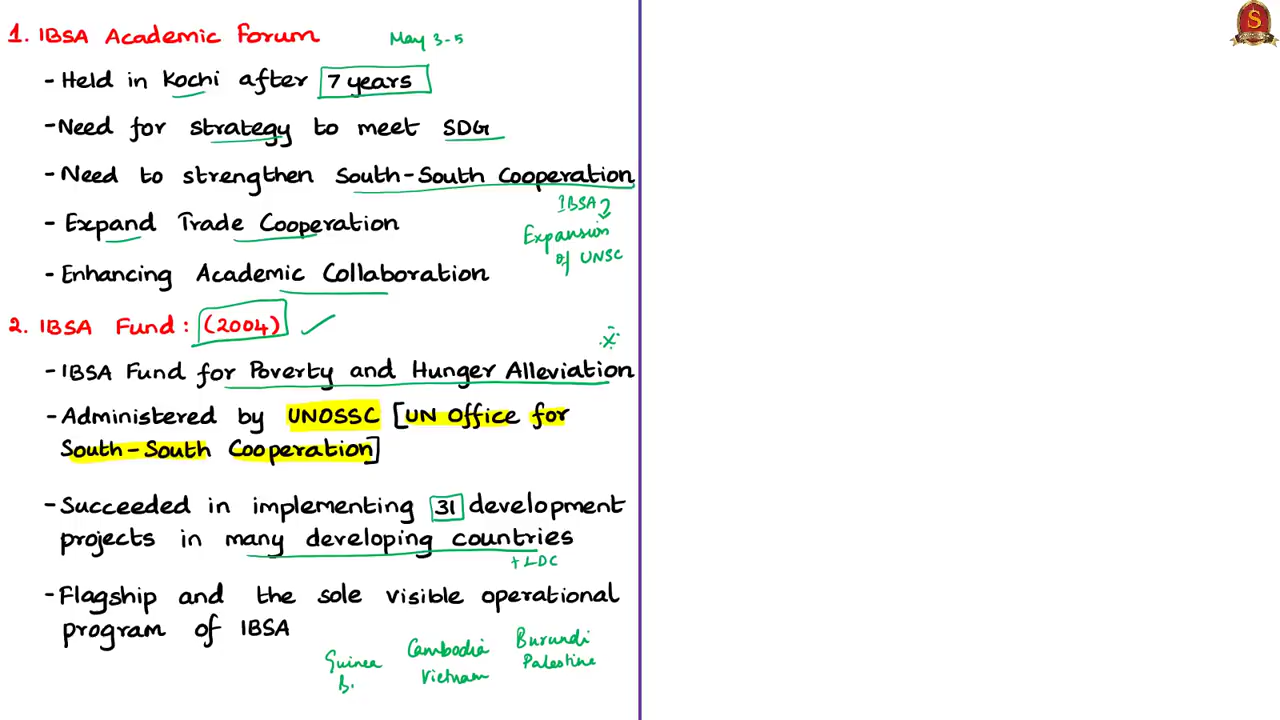 1. IBSA Academic Forum
May 3-5
- Held in Kochi after 7 years
- Need for strategy to meet SDG
- Need to strengthen South-South Cooperation
IBSA
- Expand Trade Cooperation
Expansion
of UNSC
- Enhancing Academic Collaboration
2. IBSA Fund: (2004)
- IBSA Fund for Poverty and Hunger Alleviation
- Administered by UNOSSC [UN Office for
South-South Cooperation]
- Succeeded in implementing 31 development
projects in many developing countries
+ LDC
- Flagship and the sole visible operational
program of IBSA
Guinea
B.
Cambodia
Vietnam
Burundi
Palestine
S